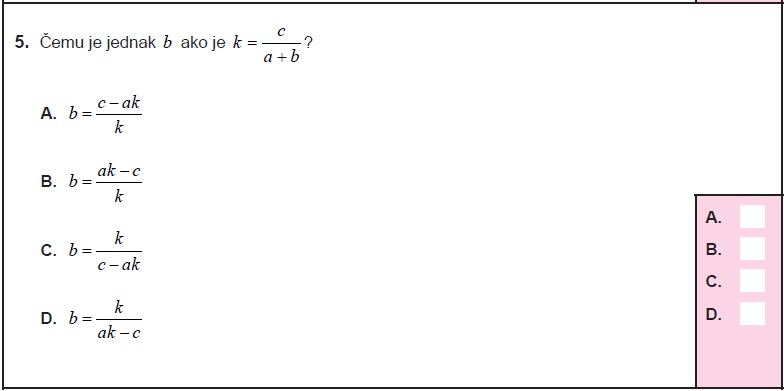 5. Čemu je jednak b ako je k = c/(a + b)?
A. b = (c − ak)/k
B. b = (ak − c)/k
C. b = k/(c − ak)
D. b = k/(ak − c)
A.
B.
C.
D.